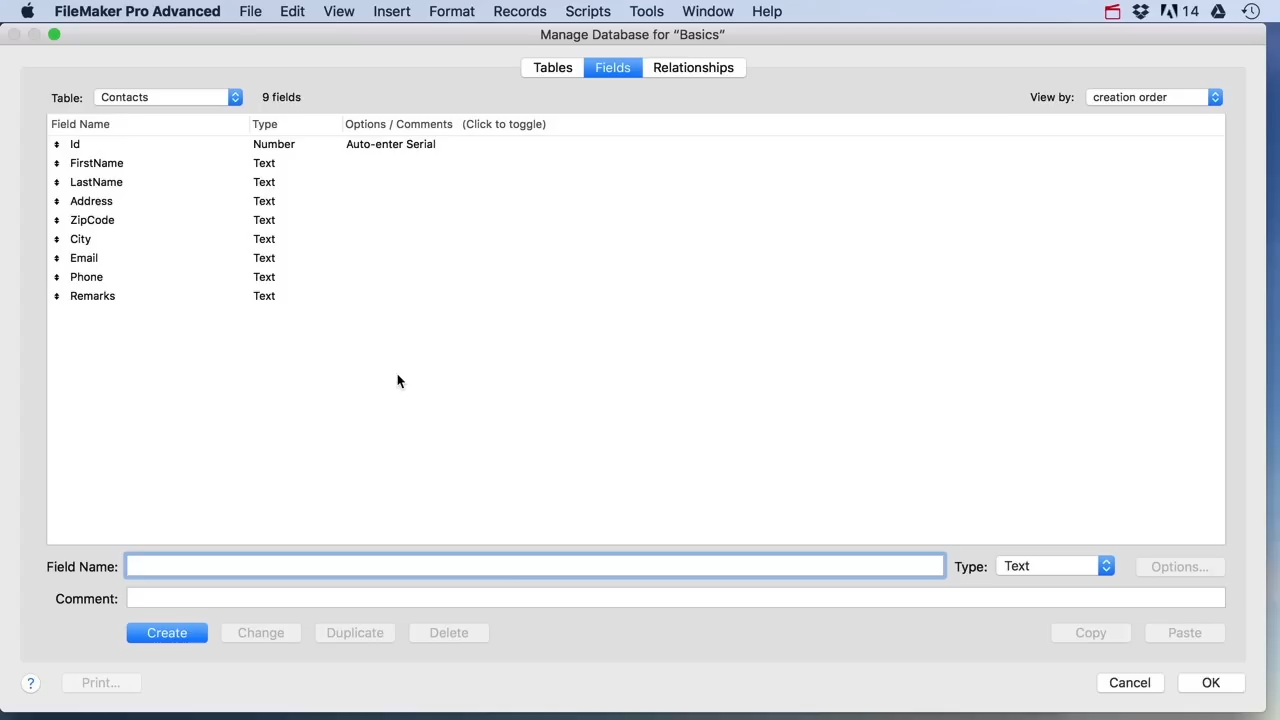 FileMaker Pro Advanced File Edit View Insert Format Records Scripts Tools Window Help 14
Manage Database for “Basics”
Tables Fields Relationships
Table: Contacts 9 fields View by: creation order
Field Name Type Options / Comments (Click to toggle)
Id Number Auto-enter Serial
FirstName Text
LastName Text
Address Text
ZipCode Text
City Text
Email Text
Phone Text
Remarks Text
Field Name: Type: Text Options...
Comment:
Create Change Duplicate Delete Copy Paste
? Print... Cancel OK